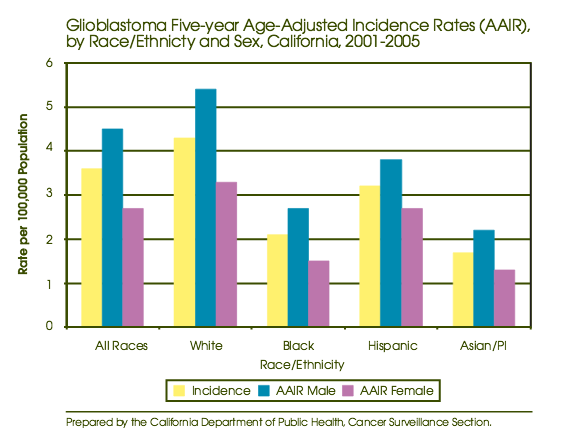 Glioblastoma Five-year Age-Adjusted Incidence Rates (AAIR),
by Race/Ethnicty and Sex, California, 2001-2005
Rate per 100,000 Population
6
5
4
3
2
1
0
All Races White Black Hispanic Asian/PI
Race/Ethnicity
Incidence AAIR Male AAIR Female
Prepared by the California Department of Public Health, Cancer Surveillance Section.